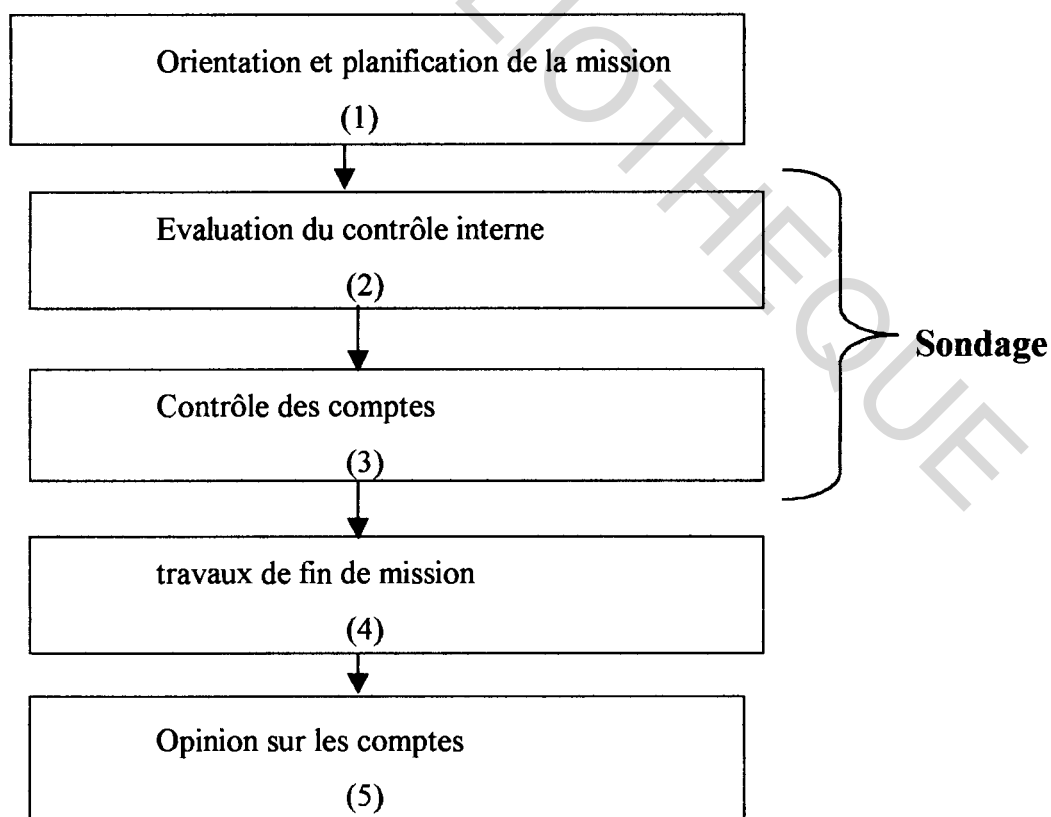 Orientation et planification de la mission
(1)
Evaluation du contrôle interne
(2)
Contrôle des comptes
(3)
Sondage
travaux de fin de mission
(4)
Opinion sur les comptes
(5)
LIOTHEQUE